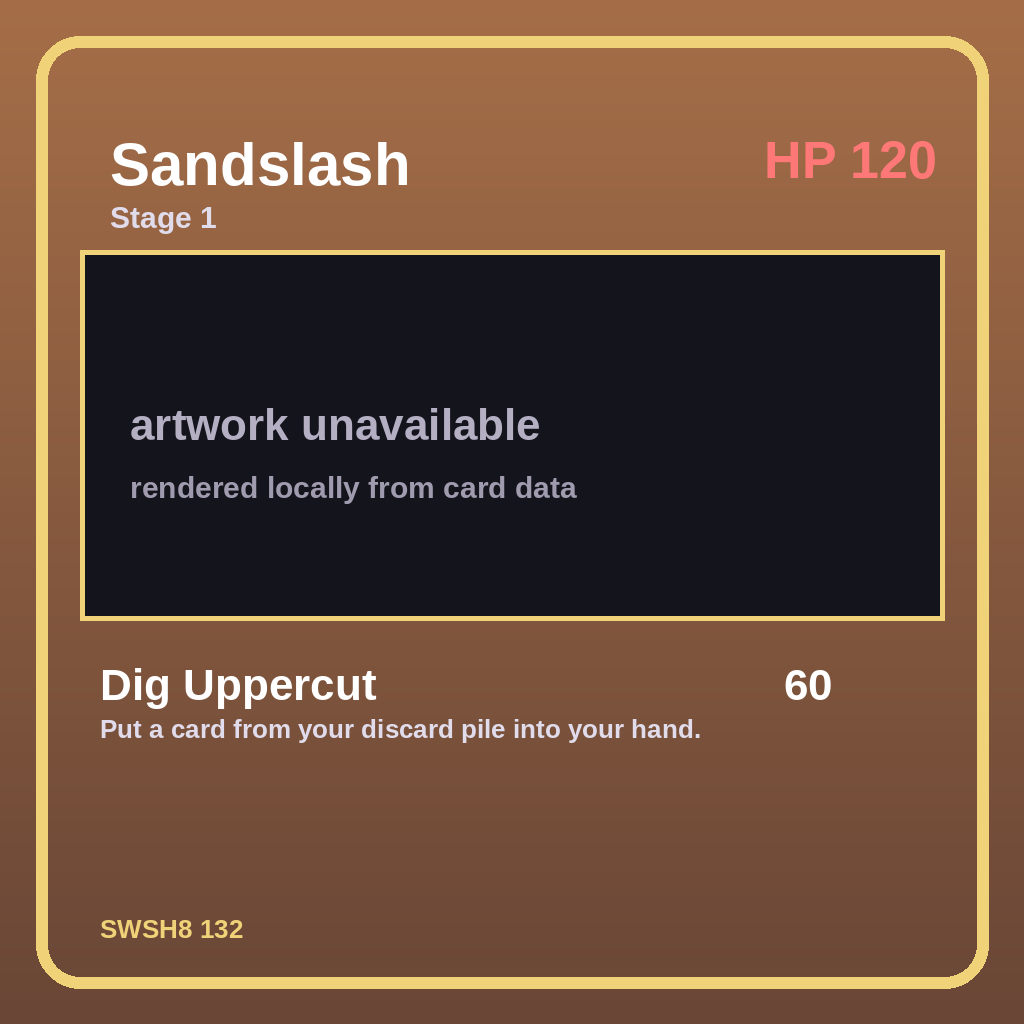 Sandslash
HP 120
Stage 1
artwork unavailable
rendered locally from card data
Dig Uppercut
60
Put a card from your discard pile into your hand.
SWSH8 132